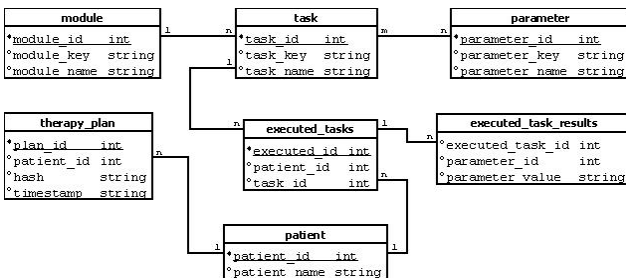 module
module_id int
module_key string
module_name string
1
n
task
task_id int
task_key string
task_name string
m
n
parameter
parameter_id int
parameter_key string
parameter_name string
1
n
therapy_plan
plan_id int
patient_id int
hash string
timestamp string
n
executed_tasks
executed_id int
patient_id int
task_id int
1
n
n
executed_task_results
executed_task_id int
parameter_id int
parameter_value string
1
patient
patient_id int
patient_name string
1